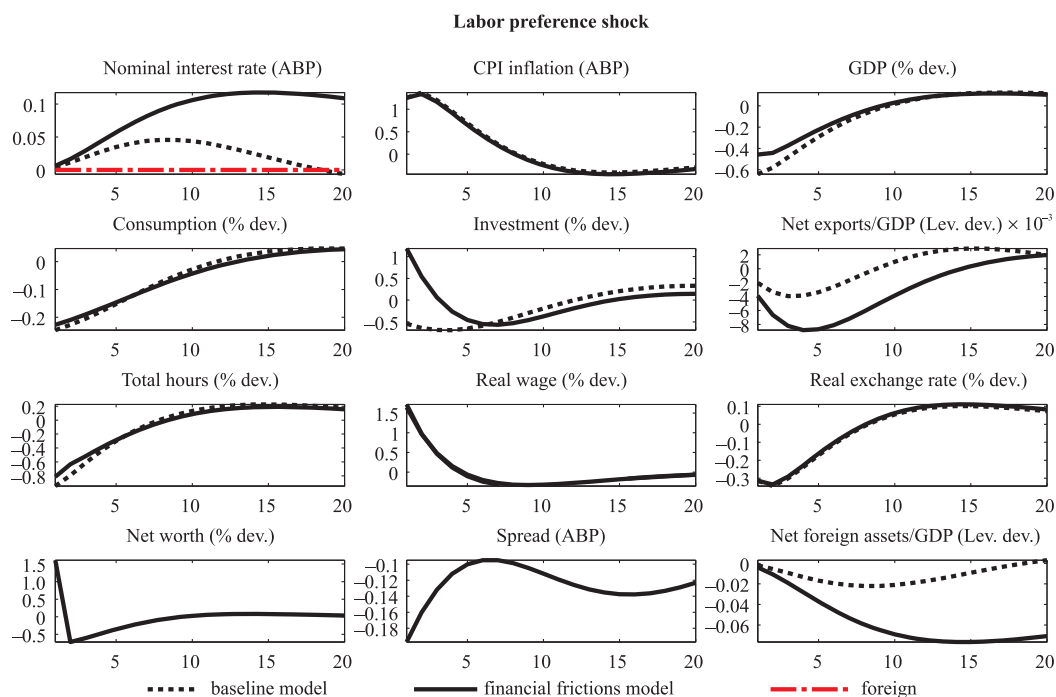 Labor preference shock
Nominal interest rate (ABP) CPI inflation (ABP) GDP (% dev.)
0.1
0.05
0
5 10 15 20
1.5
0.5
0
5 10 15 20
0
−0.2
−0.4
−0.6
5 10 15 20
Consumption (% dev.) Investment (% dev.) Net exports/GDP (Lev. dev.) × 10⁻³
0
−0.1
−0.2
5 10 15 20
1.5
0.5
0
−0.5
5 10 15 20
2
−2
−4
−6
−8
5 10 15 20
Total hours (% dev.) Real wage (% dev.) Real exchange rate (% dev.)
0.2
0
−0.4
−0.6
−0.8
5 10 15 20
1.5
0.5
0
5 10 15 20
0.1
0
−0.1
−0.2
−0.3
5 10 15 20
Net worth (% dev.) Spread (ABP) Net foreign assets/GDP (Lev. dev.)
1.5
1.0
0.5
0
−0.5
5 10 15 20
−0.1
−0.12
−0.14
−0.16
−0.18
5 10 15 20
0
−0.02
−0.04
−0.06
5 10 15 20
baseline model financial frictions model foreign